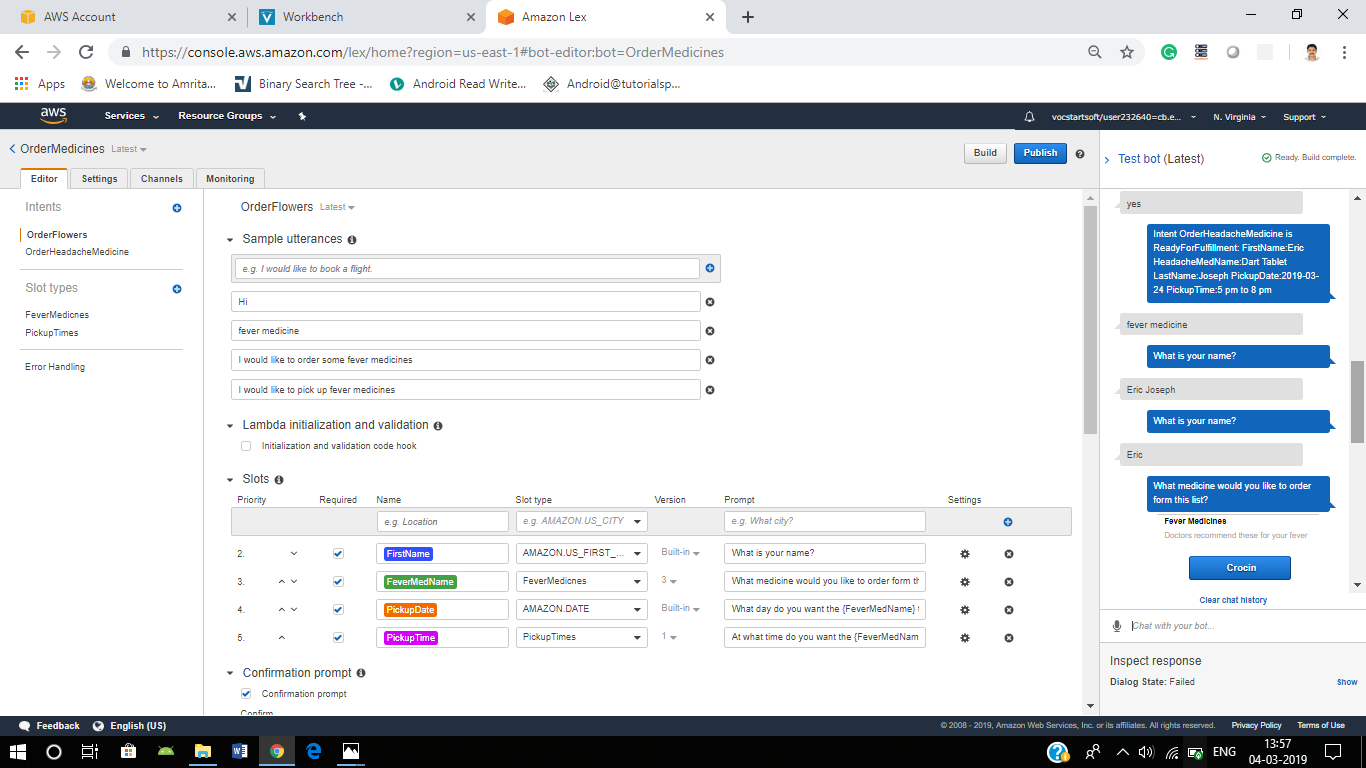 AWS Account
Workbench
Amazon Lex
https://console.aws.amazon.com/lex/home?region=us-east-1#bot-editor:bot=OrderMedicines
Apps
Welcome to Amrita...
Binary Search Tree -...
Android Read Write...
Android@tutorialsp...
aws
Services
Resource Groups
vocstartsoft/user232640=cb.e...
N. Virginia
Support
OrderMedicines Latest
Build
Publish
Editor
Settings
Channels
Monitoring
Intents
OrderFlowers
OrderHeadacheMedicine
Slot types
FeverMedicnes
PickupTimes
Error Handling
OrderFlowers Latest
Sample utterances
e.g. I would like to book a flight.
Hi
fever medicine
I would like to order some fever medicines
I would like to pick up fever medicines
Lambda initialization and validation
Initialization and validation code hook
Slots
Priority Required Name Slot type Version Prompt Settings
e.g. Location e.g. AMAZON.US_CITY e.g. What city?
2. FirstName AMAZON.US_FIRST_... Built-in What is your name?
3. FeverMedName FeverMedicnes 3 What medicine would you like to order form th
4. PickupDate AMAZON.DATE Built-in What day do you want the {FeverMedName} t
5. PickupTime PickupTimes 1 At what time do you want the {FeverMedNam
Confirmation prompt
Confirmation prompt
Confirm
Test bot (Latest)
Ready. Build complete.
yes
Intent OrderHeadacheMedicine is
ReadyForFulfillment: FirstName:Eric
HeadacheMedName:Dart Tablet
LastName:Joseph PickupDate:2019-03-
24 PickupTime:5 pm to 8 pm
fever medicine
What is your name?
Eric Joseph
What is your name?
Eric
What medicine would you like to order
form this list?
Fever Medicines
Doctors recommend these for your fever
Crocin
Clear chat history
Chat with your bot...
Inspect response
Dialog State: Failed
Show
Feedback
English (US)
© 2008 - 2019, Amazon Web Services, Inc. or its affiliates. All rights reserved.
Privacy Policy
Terms of Use
ENG
13:57
04-03-2019